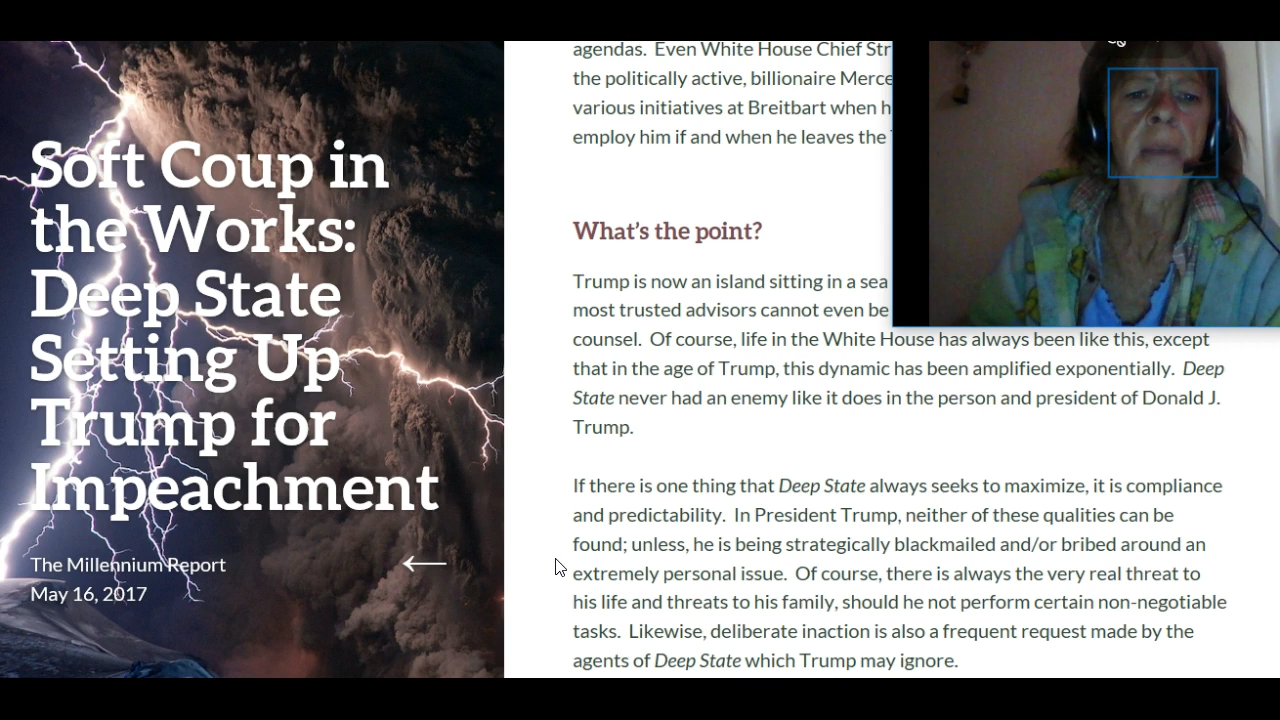 Soft Coup in
the Works:
Deep State
Setting Up
Trump for
Impeachment
The Millennium Report
May 16, 2017
agendas.  Even White House Chief Str
the politically active, billionaire Merce
various initiatives at Breitbart when h
employ him if and when he leaves the
What's the point?
Trump is now an island sitting in a sea
most trusted advisors cannot even be
counsel.  Of course, life in the White House has always been like this, except
that in the age of Trump, this dynamic has been amplified exponentially.  Deep
State never had an enemy like it does in the person and president of Donald J.
Trump.
If there is one thing that Deep State always seeks to maximize, it is compliance
and predictability.  In President Trump, neither of these qualities can be
found; unless, he is being strategically blackmailed and/or bribed around an
extremely personal issue.  Of course, there is always the very real threat to
his life and threats to his family, should he not perform certain non-negotiable
tasks.  Likewise, deliberate inaction is also a frequent request made by the
agents of Deep State which Trump may ignore.